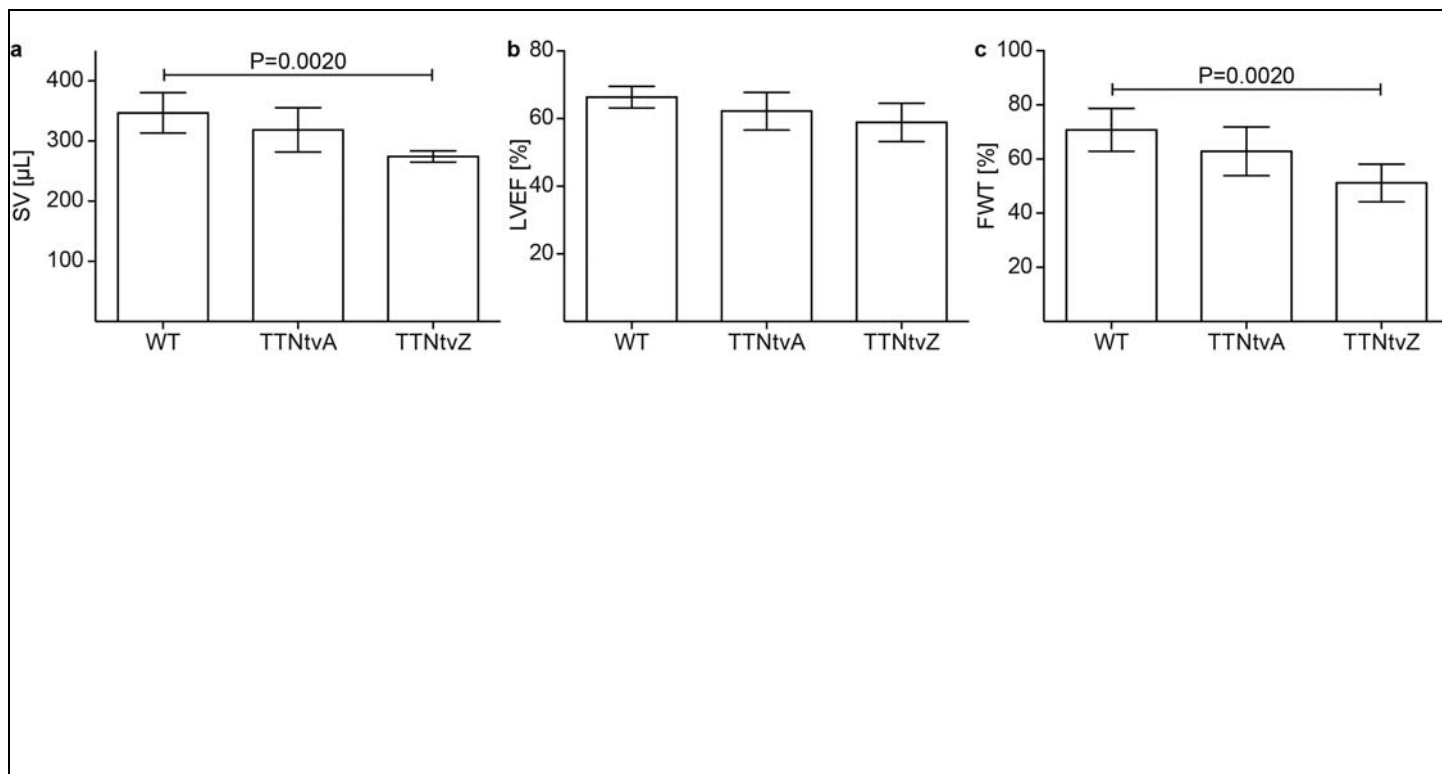 a
P=0.0020
SV [µL]
400
300
200
100
WT TTNtvA TTNtvZ
b
LVEF [%]
80
60
40
20
WT TTNtvA TTNtvZ
c
P=0.0020
FWT [%]
100
80
60
40
20
WT TTNtvA TTNtvZ